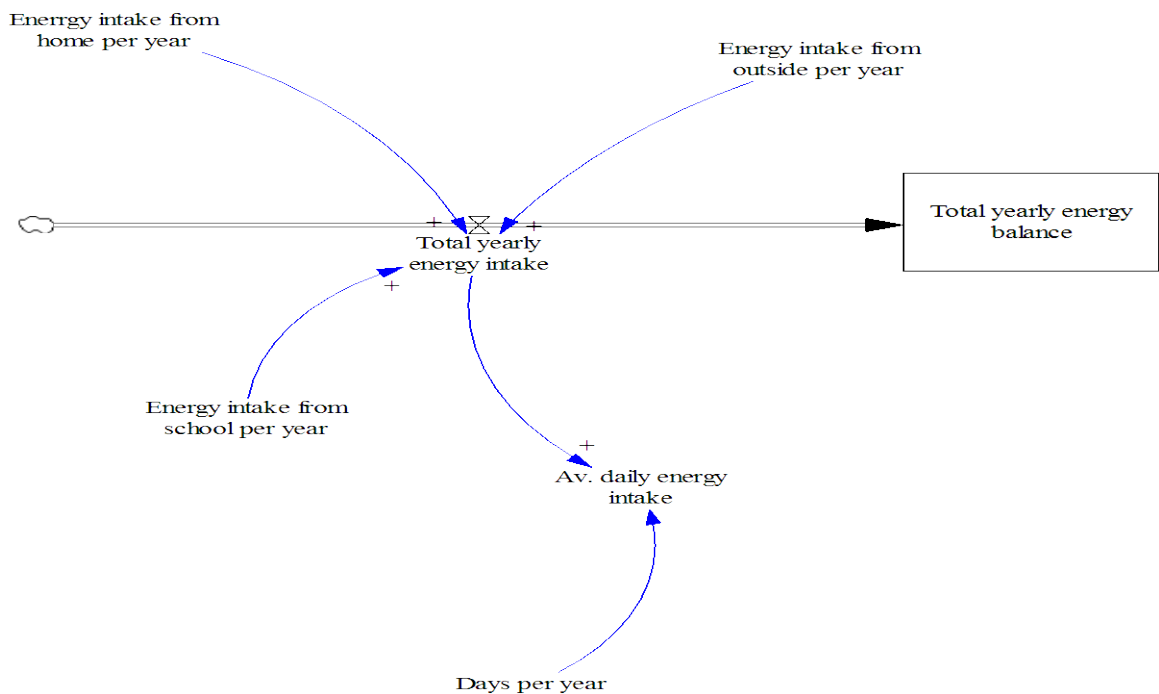 Enerrgy intake from
home per year
Energy intake from
outside per year
Total yearly energy
balance
+
+
Total yearly
energy intake
+
Energy intake from
school per year
+
Av. daily energy
intake
Days per year